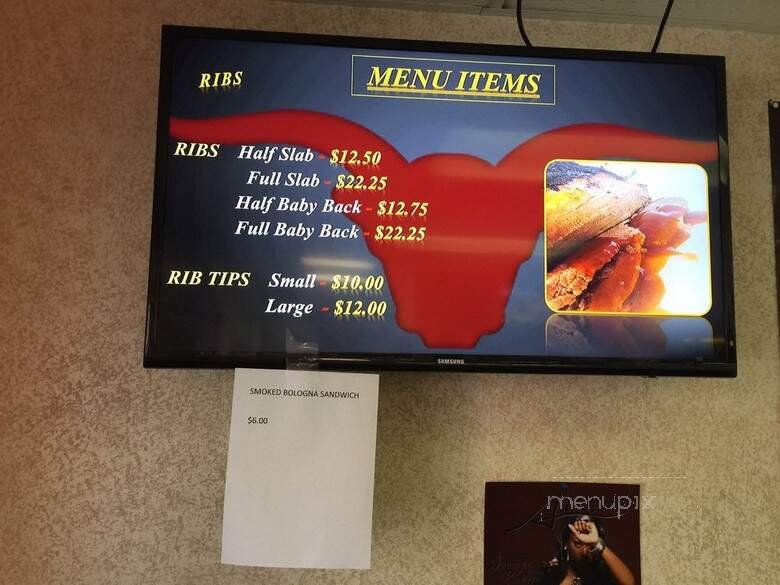 RIBS
MENU ITEMS
RIBS Half Slab - $12.50
Full Slab - $22.25
Half Baby Back - $12.75
Full Baby Back - $22.25
RIB TIPS Small - $10.00
Large - $12.00
SAMSUNG
SMOKED BOLOGNA SANDWICH
$6.00
menupix